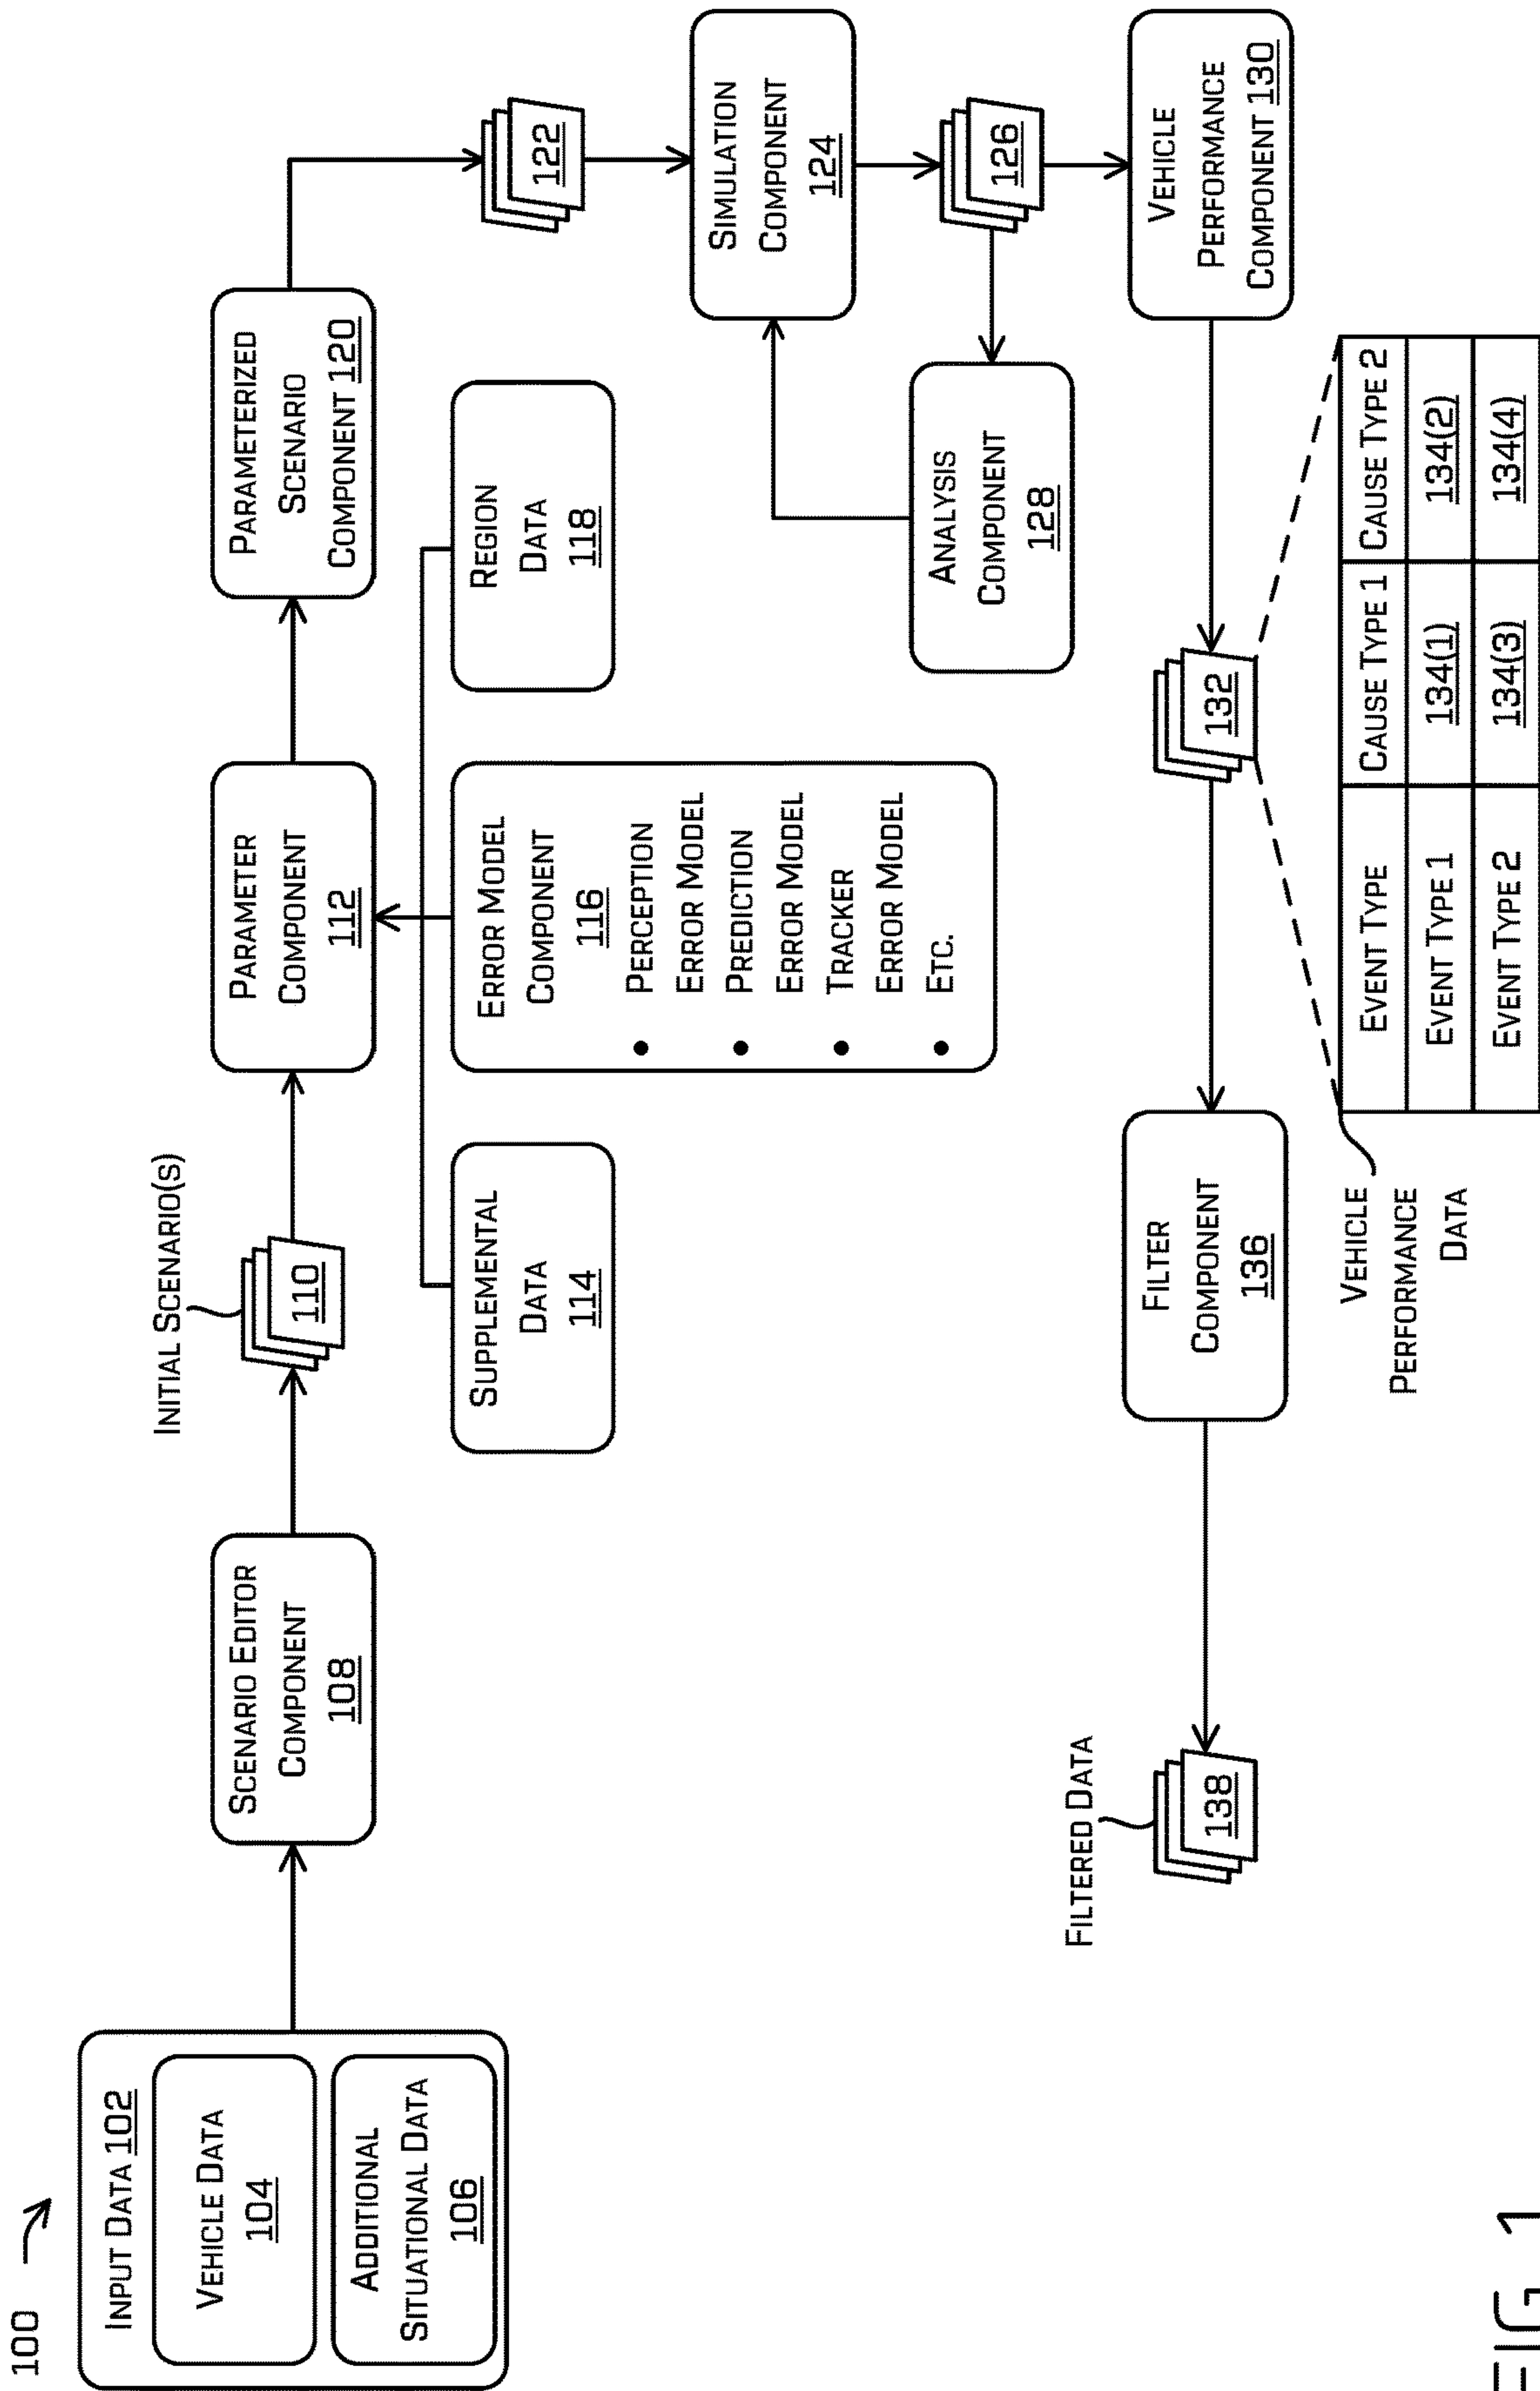 100
INPUT DATA 102
VEHICLE DATA
104
ADDITIONAL
SITUATIONAL DATA
106
SCENARIO EDITOR
COMPONENT
108
INITIAL SCENARIO(S)
110
PARAMETER
COMPONENT
112
SUPPLEMENTAL
DATA
114
ERROR MODEL
COMPONENT
116
• PERCEPTION
ERROR MODEL
• PREDICTION
ERROR MODEL
• TRACKER
ERROR MODEL
• ETC.
REGION
DATA
118
PARAMETERIZED
SCENARIO
COMPONENT 120
122
SIMULATION
COMPONENT
124
126
ANALYSIS
COMPONENT
128
VEHICLE
PERFORMANCE
COMPONENT 130
132
FILTER
COMPONENT
136
FILTERED DATA
138
VEHICLE
PERFORMANCE
DATA
EVENT TYPE CAUSE TYPE 1 CAUSE TYPE 2
EVENT TYPE 1 134(1) 134(2)
EVENT TYPE 2 134(3) 134(4)
FIG. 1